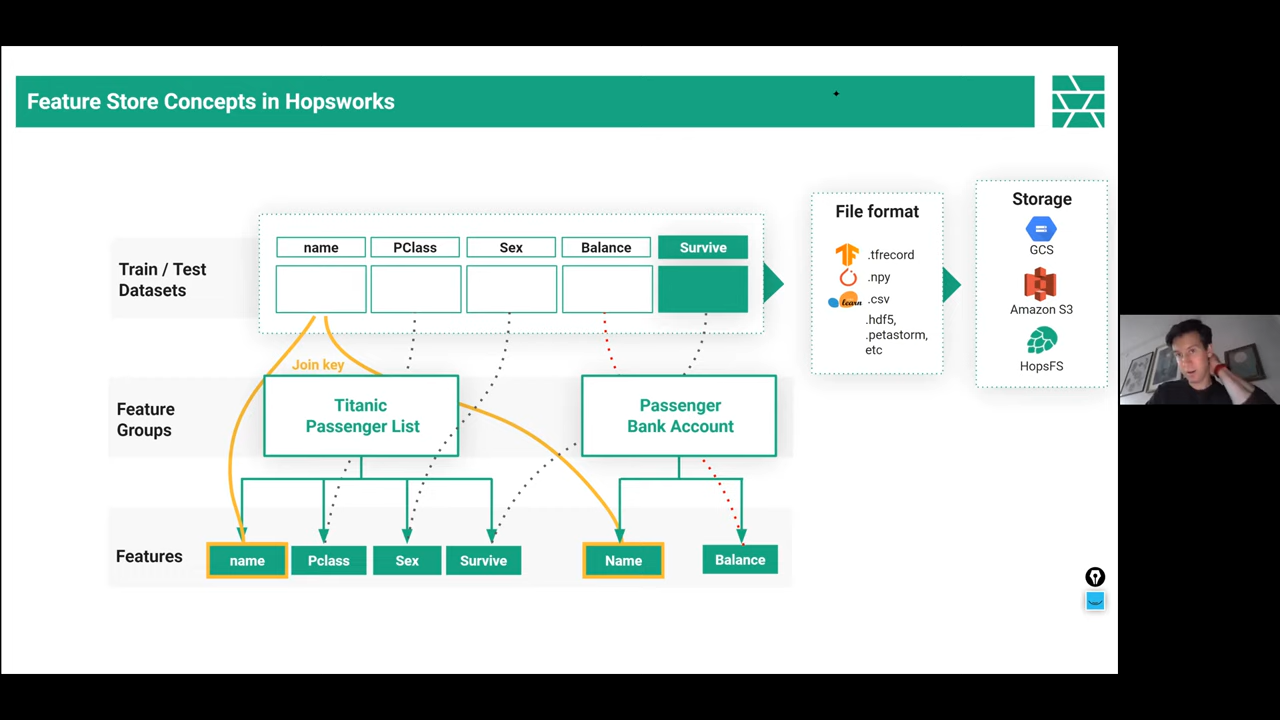 Feature Store Concepts in Hopsworks
Train / Test
Datasets
name
PClass
Sex
Balance
Survive
File format
.tfrecord
.npy
learn
.csv
.hdf5,
.petastorm,
etc
Storage
GCS
Amazon S3
HopsFS
Join key
Feature
Groups
Titanic
Passenger List
Passenger
Bank Account
Features
name
Pclass
Sex
Survive
Name
Balance